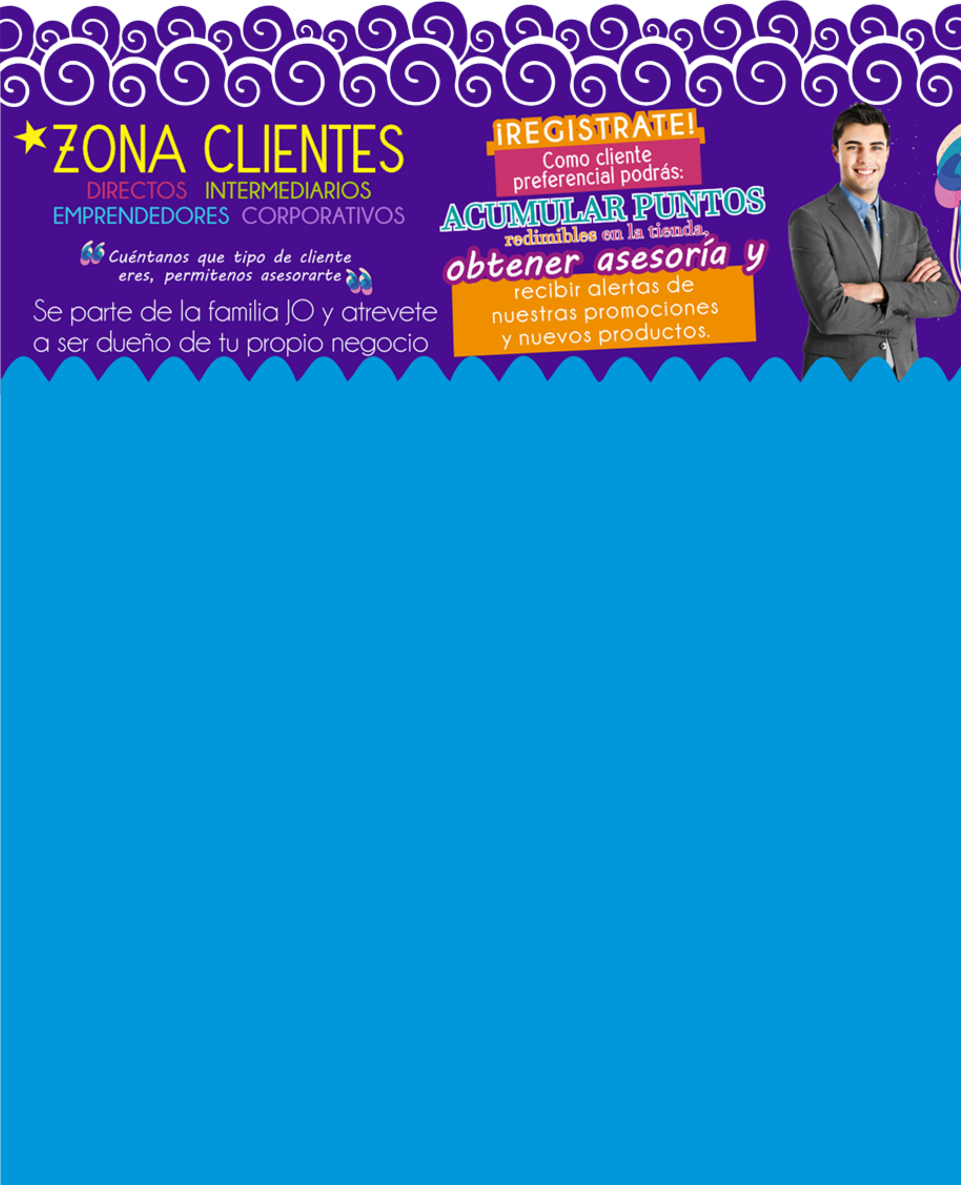 ZONA CLIENTES
DIRECTOS INTERMEDIARIOS
EMPRENDEDORES CORPORATIVOS
“Cuéntanos que tipo de cliente
eres, permitenos asesorarte”
Se parte de la familia JO y atrevete
a ser dueño de tu propio negocio
¡REGISTRATE!
Como cliente
preferencial podrás:
ACUMULAR PUNTOS
redimibles en la tienda,
obtener asesoría y
recibir alertas de
nuestras promociones
y nuevos productos.